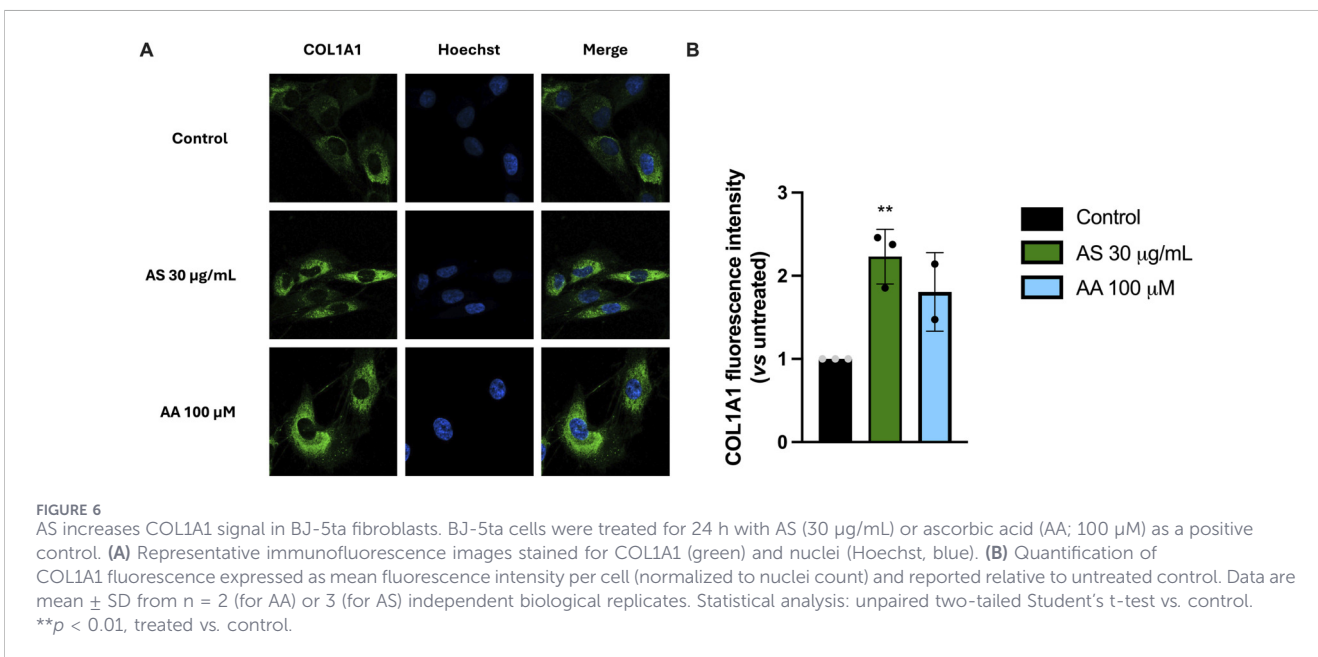 A COL1A1 Hoechst Merge B
Control
AS 30 µg/mL
AA 100 µM
COL1A1 fluorescence intensity
(vs untreated)
3
2
1
0
**
Control
AS 30 μg/mL
AA 100 μM
FIGURE 6
AS increases COL1A1 signal in BJ-5ta fibroblasts. BJ-5ta cells were treated for 24 h with AS (30 µg/mL) or ascorbic acid (AA; 100 µM) as a positive
control. (A) Representative immunofluorescence images stained for COL1A1 (green) and nuclei (Hoechst, blue). (B) Quantification of
COL1A1 fluorescence expressed as mean fluorescence intensity per cell (normalized to nuclei count) and reported relative to untreated control. Data are
mean ± SD from n = 2 (for AA) or 3 (for AS) independent biological replicates. Statistical analysis: unpaired two-tailed Student's t-test vs. control.
**p < 0.01, treated vs. control.